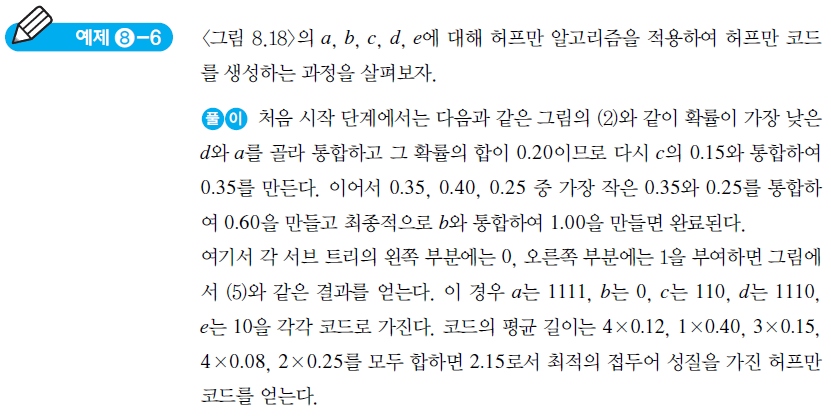 예제 8-6 〈그림 8.18〉의 a, b, c, d, e에 대해 허프만 알고리즘을 적용하여 허프만 코드
를 생성하는 과정을 살펴보자.
풀이 처음 시작 단계에서는 다음과 같은 그림의 (2)와 같이 확률이 가장 낮은
d와 a를 골라 통합하고 그 확률의 합이 0.20이므로 다시 c의 0.15와 통합하여
0.35를 만든다. 이어서 0.35, 0.40, 0.25 중 가장 작은 0.35와 0.25를 통합하
여 0.60을 만들고 최종적으로 b와 통합하여 1.00을 만들면 완료된다.
여기서 각 서브 트리의 왼쪽 부분에는 0, 오른쪽 부분에는 1을 부여하면 그림에
서 (5)와 같은 결과를 얻는다. 이 경우 a는 1111, b는 0, c는 110, d는 1110,
e는 10을 각각 코드로 가진다. 코드의 평균 길이는 4×0.12, 1×0.40, 3×0.15,
4×0.08, 2×0.25를 모두 합하면 2.15로서 최적의 접두어 성질을 가진 허프만
코드를 얻는다.